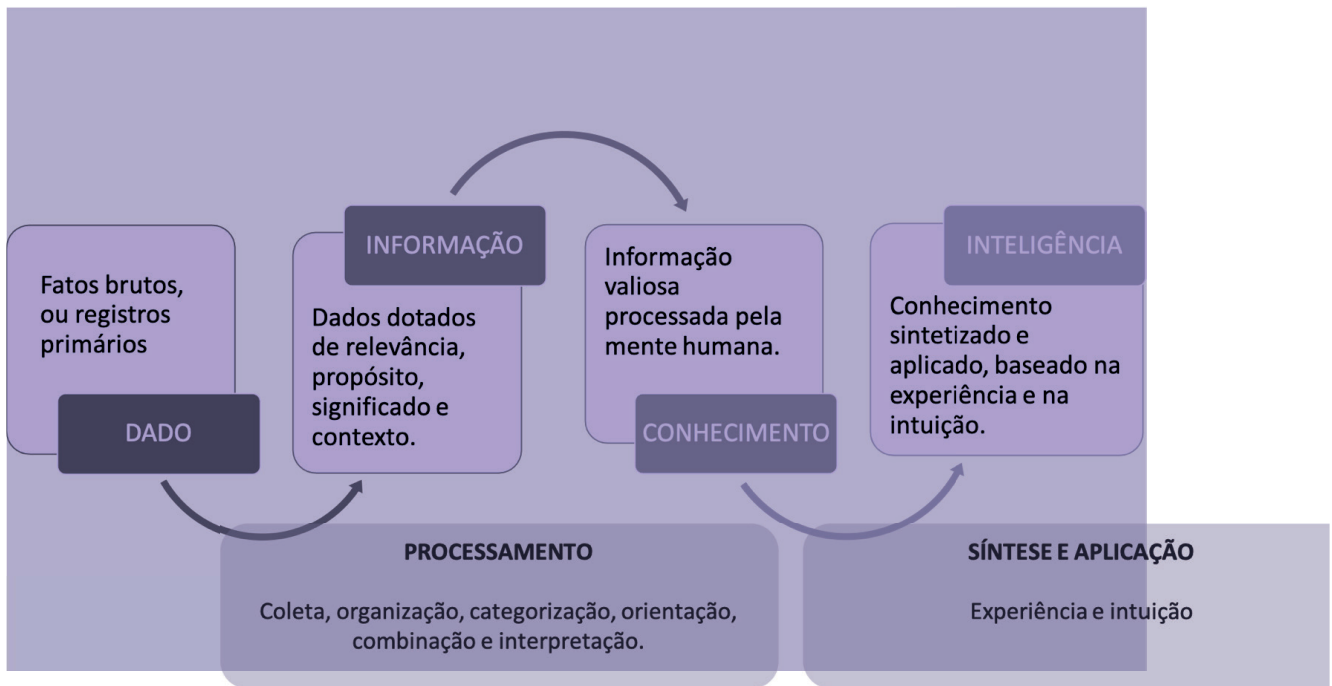 Fatos brutos,
ou registros
primários
DADO
INFORMAÇÃO
Dados dotados
de relevância,
propósito,
significado e
contexto.
Informação
valiosa
processada pela
mente humana.
CONHECIMENTO
INTELIGÊNCIA
Conhecimento
sintetizado e
aplicado, baseado na
experiência e na
intuição.
PROCESSAMENTO
Coleta, organização, categorização, orientação,
combinação e interpretação.
SÍNTESE E APLICAÇÃO
Experiência e intuição